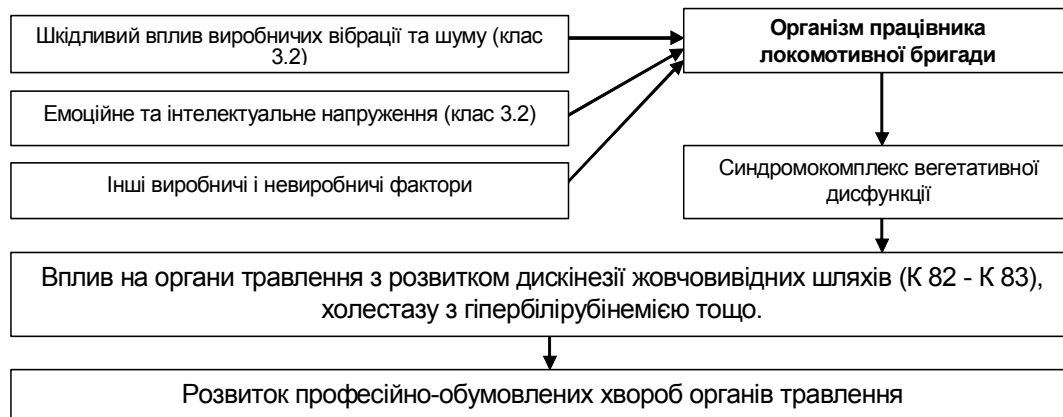 Шкідливий вплив виробничих вібрації та шуму (клас
3.2)
Організм працівника
локомотивної бригади
Емоційне та інтелектуальне напруження (клас 3.2)
Інші виробничі і невиробничі фактори
Синдромокомплекс вегетативної
дисфункції
Вплив на органи травлення з розвитком дискінезії жовчовивідних шляхів (К 82 - К 83),
холестазу з гіпербілірубінемією тощо.
Розвиток професійно-обумовлених хвороб органів травлення